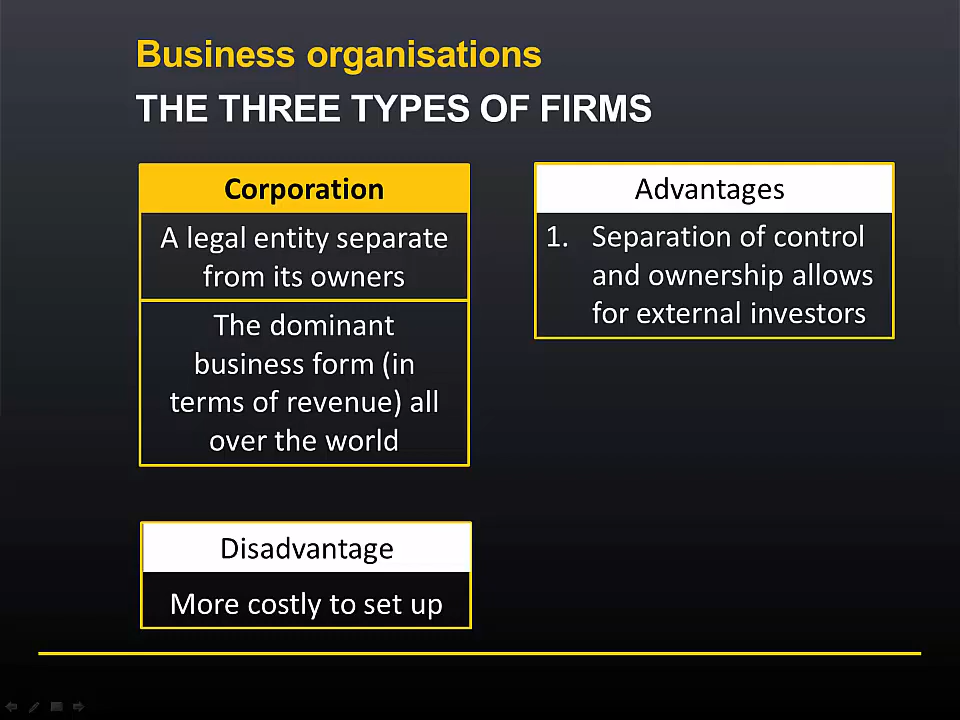 Business organisations
THE THREE TYPES OF FIRMS
Corporation
A legal entity separate
from its owners
The dominant
business form (in
terms of revenue) all
over the world
Disadvantage
More costly to set up
Advantages
1. Separation of control
and ownership allows
for external investors